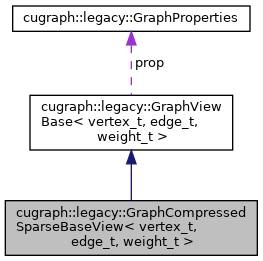 cugraph::legacy::GraphProperties
prop
cugraph::legacy::GraphView
Base< vertex_t, edge_t,
weight_t >
cugraph::legacy::GraphCompressed
SparseBaseView< vertex_t,
edge_t, weight_t >